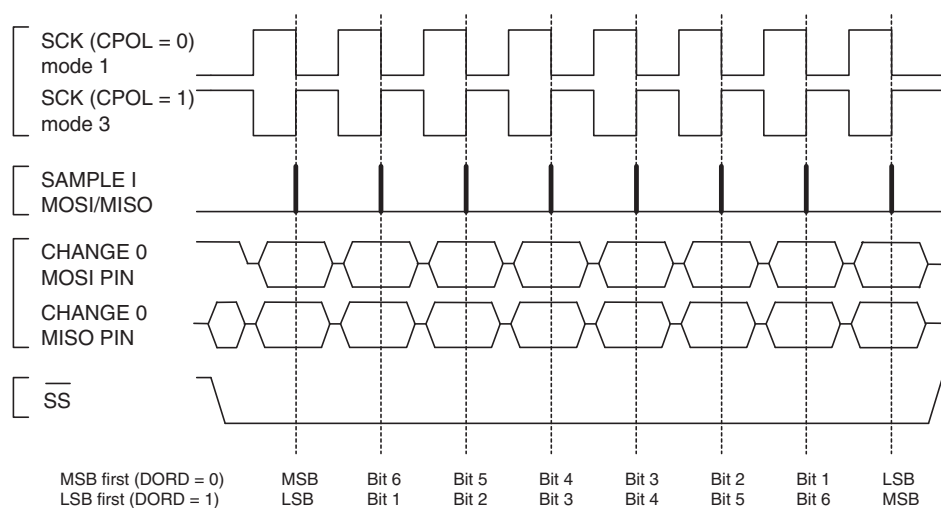 SCK (CPOL = 0)
mode 1
SCK (CPOL = 1)
mode 3
SAMPLE I
MOSI/MISO
CHANGE 0
MOSI PIN
CHANGE 0
MISO PIN
SS
MSB first (DORD = 0) MSB Bit 6 Bit 5 Bit 4 Bit 3 Bit 2 Bit 1 LSB
LSB first (DORD = 1) LSB Bit 1 Bit 2 Bit 3 Bit 4 Bit 5 Bit 6 MSB